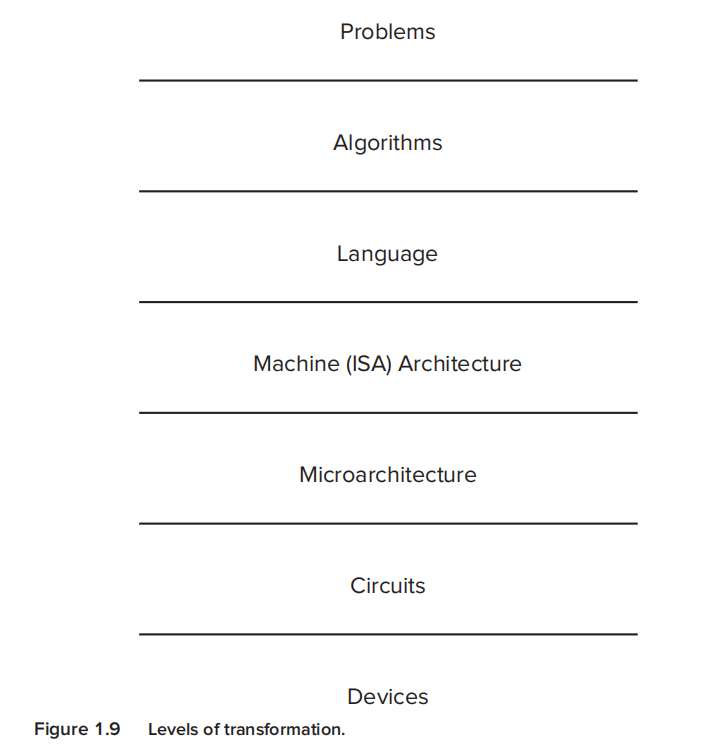 Problems
Algorithms
Language
Machine (ISA) Architecture
Microarchitecture
Circuits
Devices
Figure 1.9 Levels of transformation.